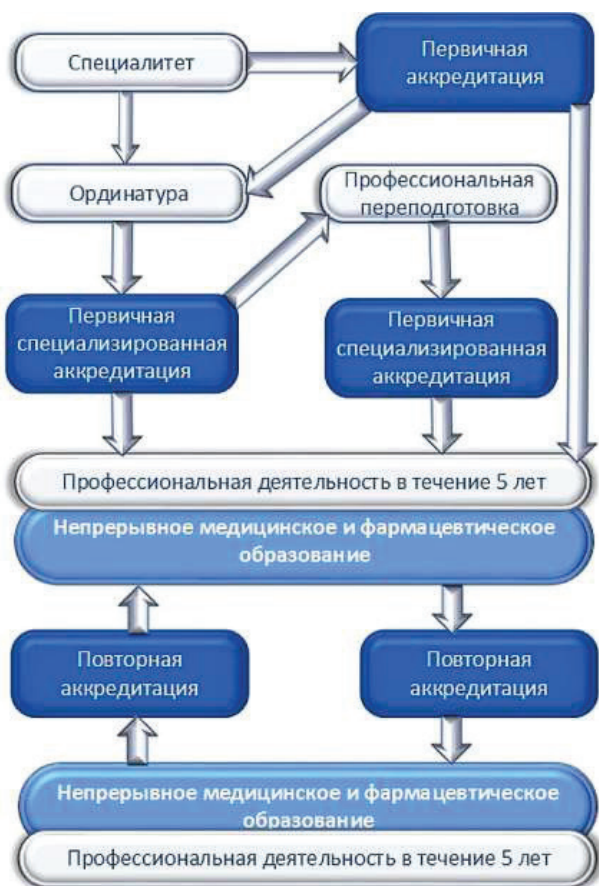 Специалитет
Первичная
аккредитация
Ординатура
Профессиональная
переподготовка
Первичная
специализированная
аккредитация
Первичная
специализированная
аккредитация
Профессиональная деятельность в течение 5 лет
Непрерывное медицинское и фармацевтическое
образование
Повторная
аккредитация
Повторная
аккредитация
Непрерывное медицинское и фармацевтическое
образование
Профессиональная деятельность в течение 5 лет